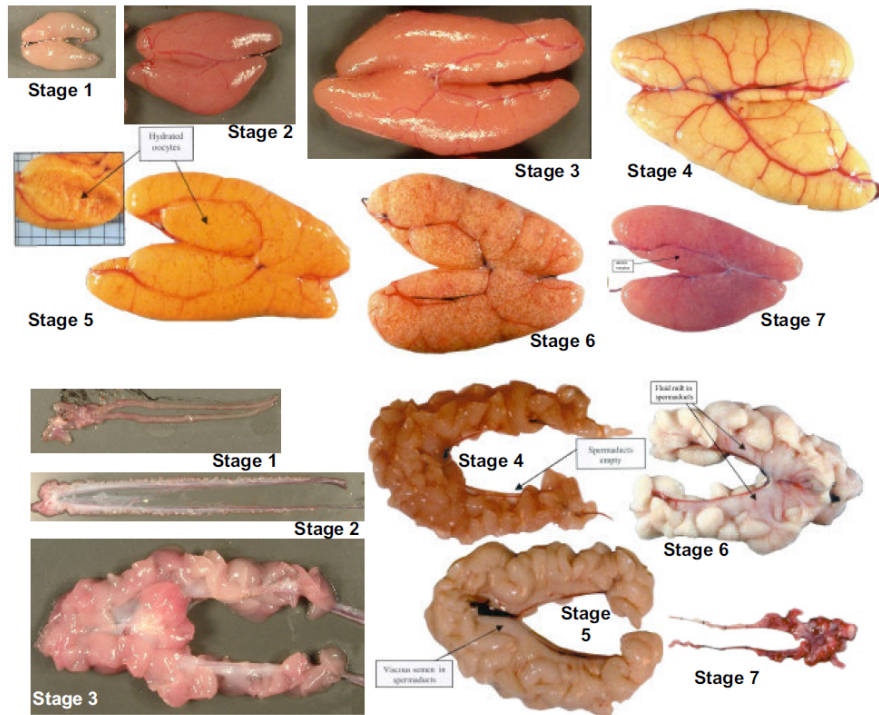 Stage 1
Stage 2
Stage 3
Stage 4
Hydrated
oocytes
Stage 5
Stage 6
Stage 7
Stage 1
Stage 2
Stage 3
Stage 4
Spermaducts
empty
Fluid milt in
spermaducts
Stage 6
Stage
5
Viscous semen in
spermaducts
Stage 7